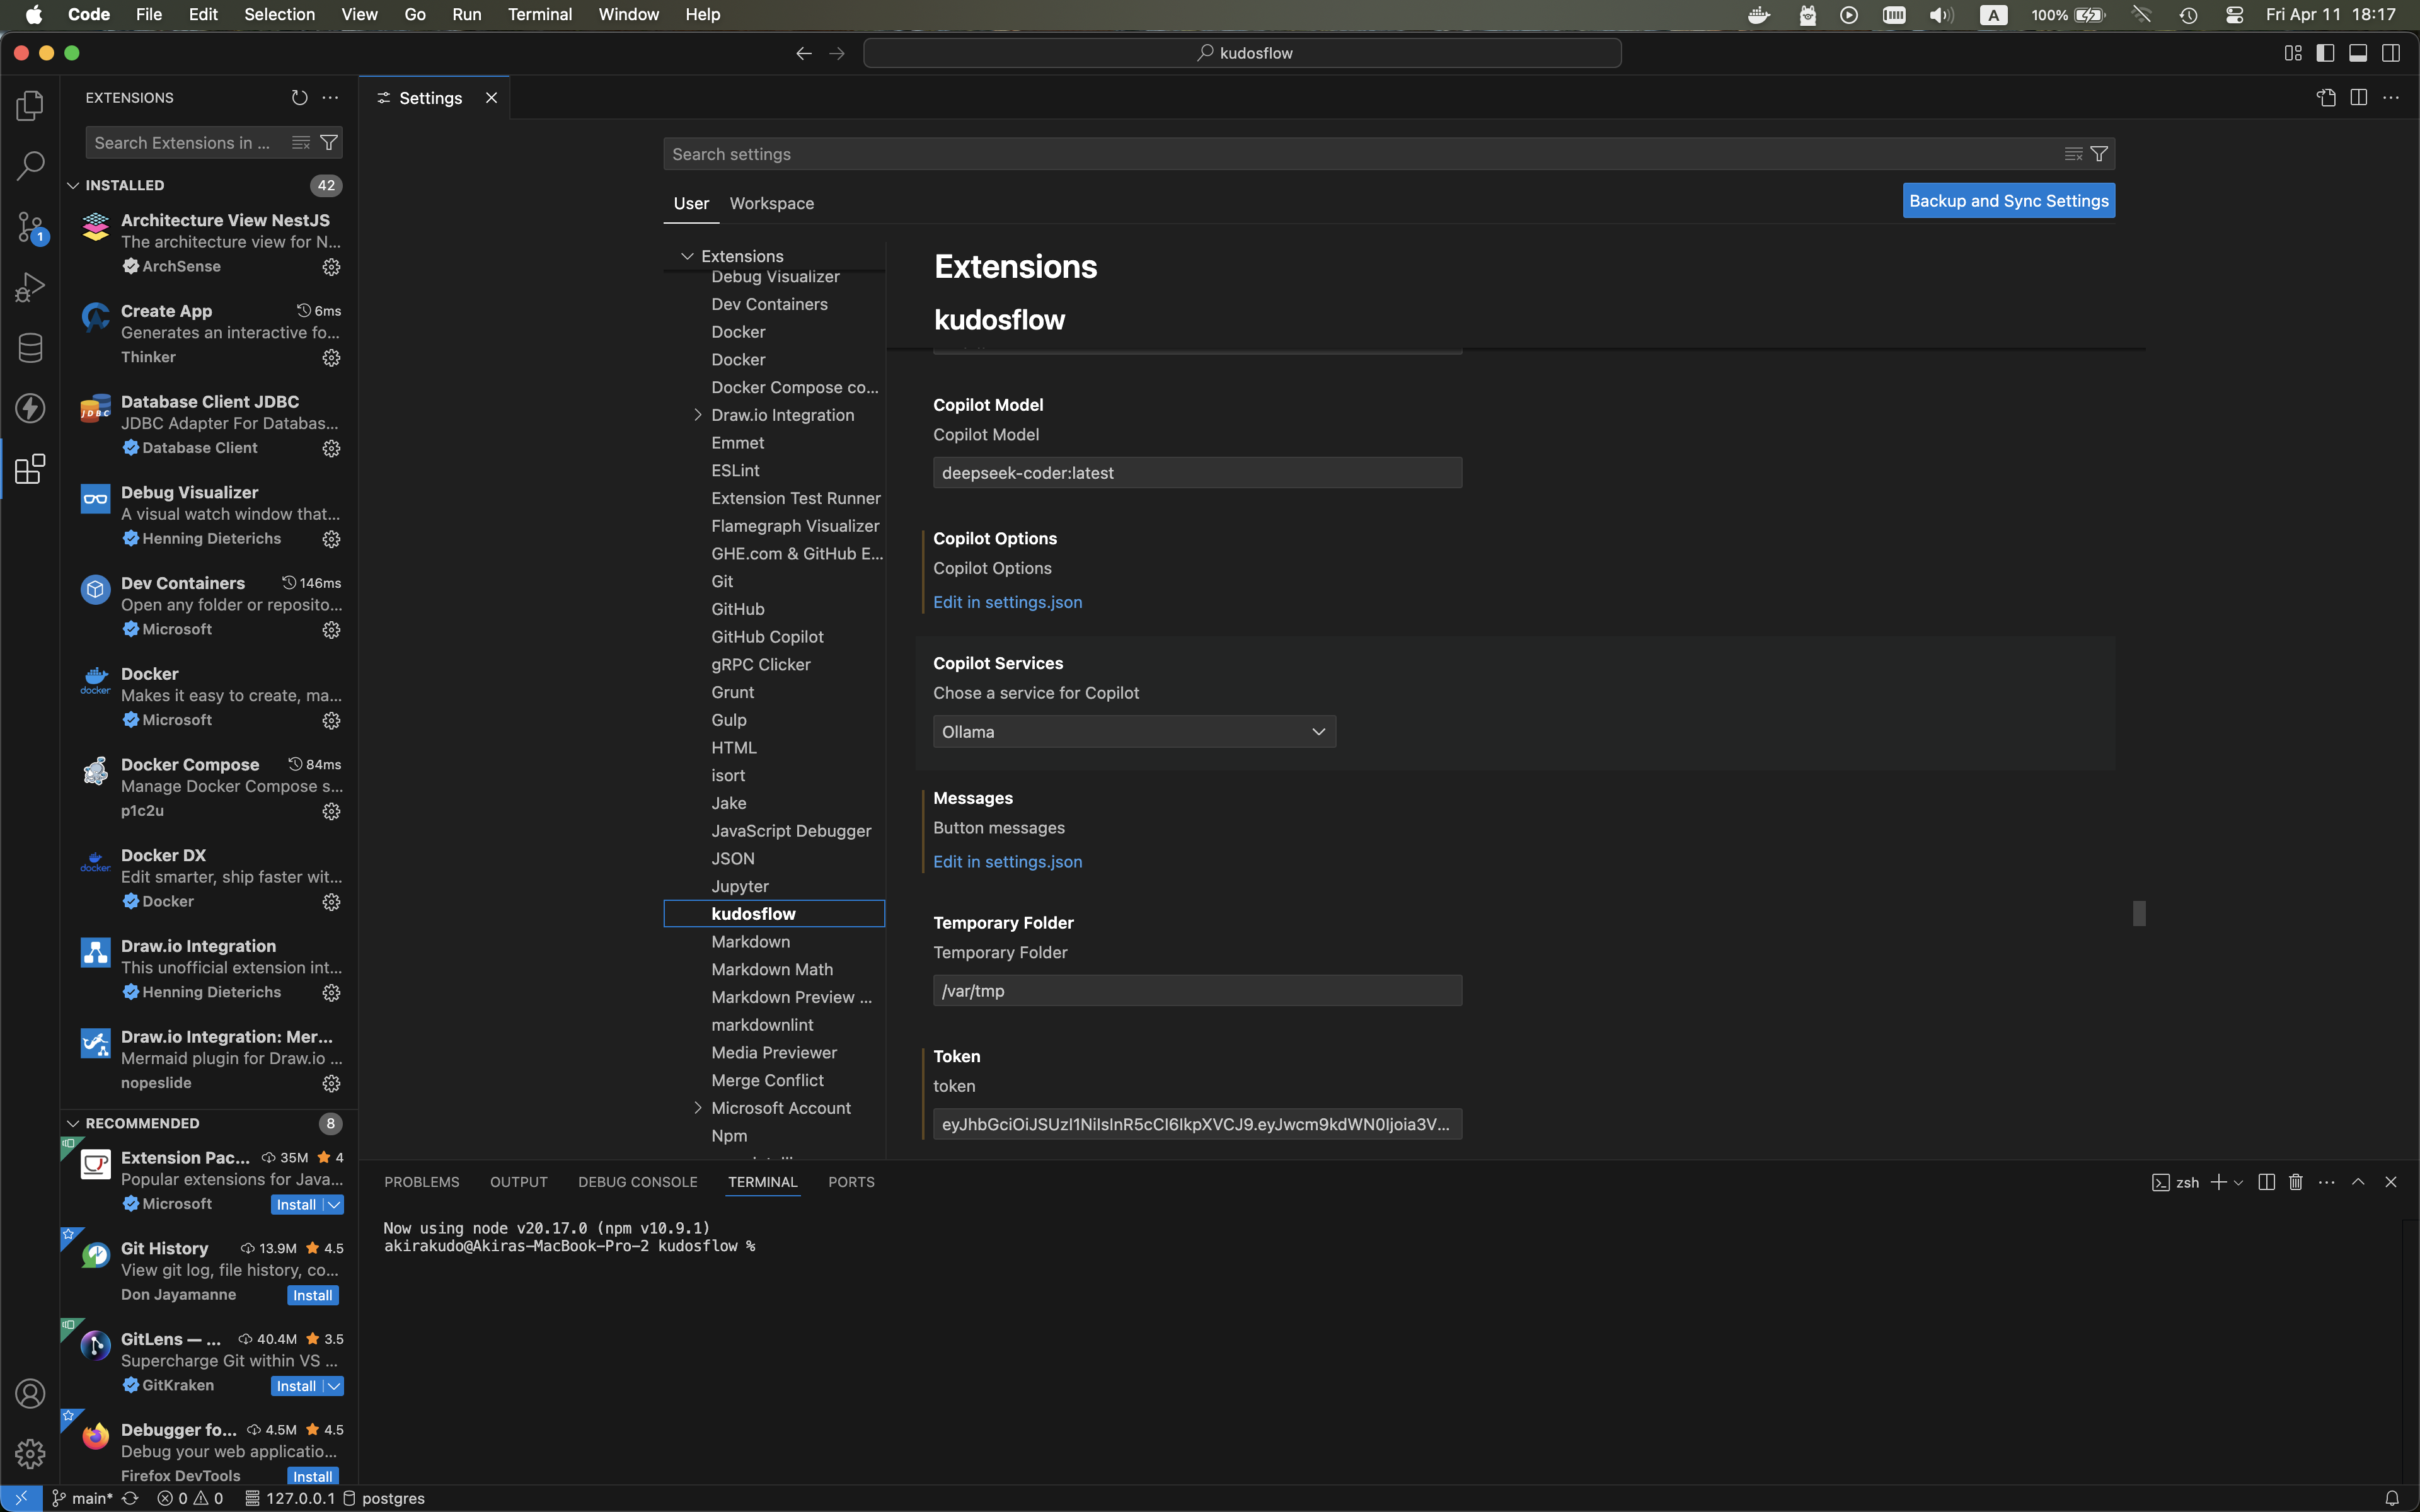 Code File Edit Selection View Go Run Terminal Window Help
A 100% Fri Apr 11 18:17
kudosflow
EXTENSIONS
Search Extensions in ...
INSTALLED 42
Architecture View NestJS
The architecture view for N...
ArchSense
Create App 6ms
Generates an interactive fo...
Thinker
Database Client JDBC
JDBC Adapter For Databas...
Database Client
Debug Visualizer
A visual watch window that...
Henning Dieterichs
Dev Containers 146ms
Open any folder or reposito...
Microsoft
Docker
Makes it easy to create, ma...
Microsoft
Docker Compose 84ms
Manage Docker Compose s...
p1c2u
Docker DX
Edit smarter, ship faster wit...
Docker
Draw.io Integration
This unofficial extension int...
Henning Dieterichs
Draw.io Integration: Mer...
Mermaid plugin for Draw.io ...
nopeslide
RECOMMENDED 8
Extension Pac... 35M 4
Popular extensions for Java...
Microsoft Install
Git History 13.9M 4.5
View git log, file history, co...
Don Jayamanne Install
GitLens — ... 40.4M 3.5
Supercharge Git within VS ...
GitKraken Install
Debugger fo... 4.5M 4.5
Debug your web applicatio...
Firefox DevTools Install
Settings
Search settings
User Workspace
Backup and Sync Settings
Extensions
Debug Visualizer
Dev Containers
Docker
Docker
Docker Compose co...
Draw.io Integration
Emmet
ESLint
Extension Test Runner
Flamegraph Visualizer
GHE.com & GitHub E...
Git
GitHub
GitHub Copilot
gRPC Clicker
Grunt
Gulp
HTML
isort
Jake
JavaScript Debugger
JSON
Jupyter
kudosflow
Markdown
Markdown Math
Markdown Preview ...
markdownlint
Media Previewer
Merge Conflict
Microsoft Account
Npm
Extensions
kudosflow
Copilot Model
Copilot Model
deepseek-coder:latest
Copilot Options
Copilot Options
Edit in settings.json
Copilot Services
Chose a service for Copilot
Ollama
Messages
Button messages
Edit in settings.json
Temporary Folder
Temporary Folder
/var/tmp
Token
token
eyJhbGciOiJSUzI1NiIsInR5cCI6IkpXVCJ9.eyJwcm9kdWN0Ijoia3V...
PROBLEMS OUTPUT DEBUG CONSOLE TERMINAL PORTS
zsh
Now using node v20.17.0 (npm v10.9.1)
akirakudo@Akiras-MacBook-Pro-2 kudosflow %
main* 0 0 127.0.0.1 postgres